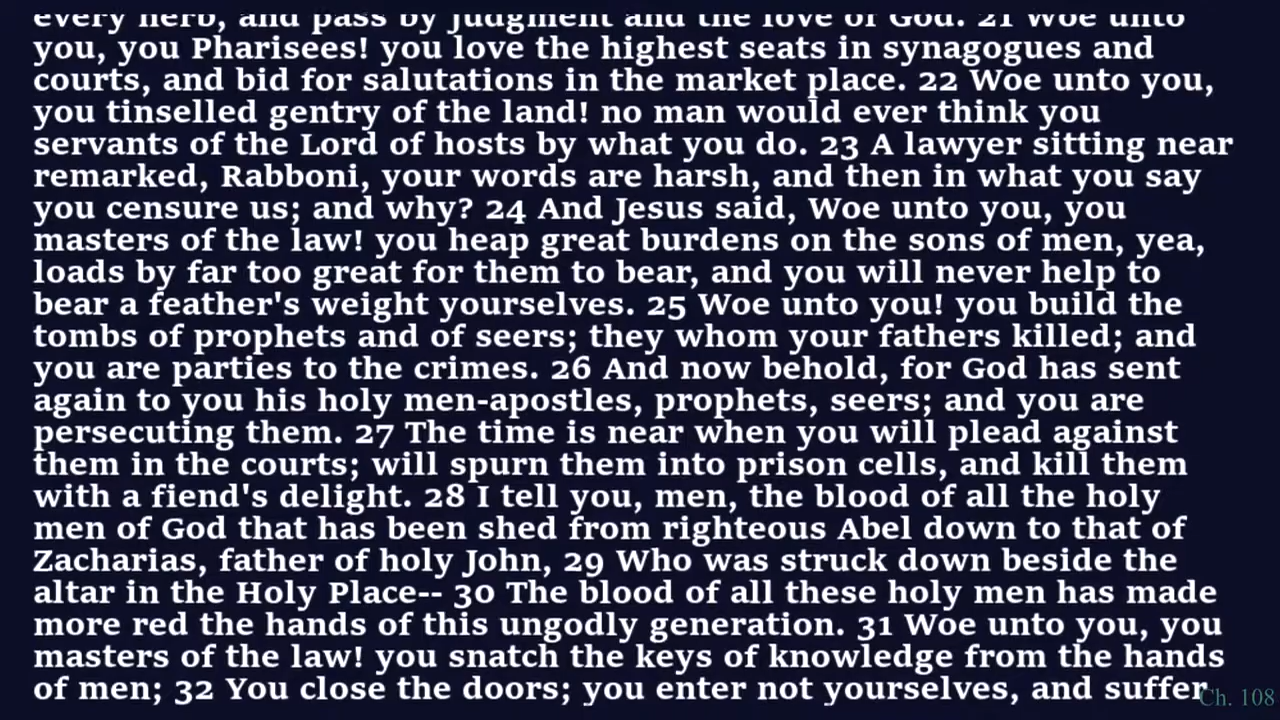 every herb, and pass by judgment and the love of God. 21 Woe unto
you, you Pharisees! you love the highest seats in synagogues and
courts, and bid for salutations in the market place. 22 Woe unto you,
you tinselled gentry of the land! no man would ever think you
servants of the Lord of hosts by what you do. 23 A lawyer sitting near
remarked, Rabboni, your words are harsh, and then in what you say
you censure us; and why? 24 And Jesus said, Woe unto you, you
masters of the law! you heap great burdens on the sons of men, yea,
loads by far too great for them to bear, and you will never help to
bear a feather's weight yourselves. 25 Woe unto you! you build the
tombs of prophets and of seers; they whom your fathers killed; and
you are parties to the crimes. 26 And now behold, for God has sent
again to you his holy men-apostles, prophets, seers; and you are
persecuting them. 27 The time is near when you will plead against
them in the courts; will spurn them into prison cells, and kill them
with a fiend's delight. 28 I tell you, men, the blood of all the holy
men of God that has been shed from righteous Abel down to that of
Zacharias, father of holy John, 29 Who was struck down beside the
altar in the Holy Place-- 30 The blood of all these holy men has made
more red the hands of this ungodly generation. 31 Woe unto you, you
masters of the law! you snatch the keys of knowledge from the hands
of men; 32 You close the doors; you enter not yourselves, and suffer
Ch. 108